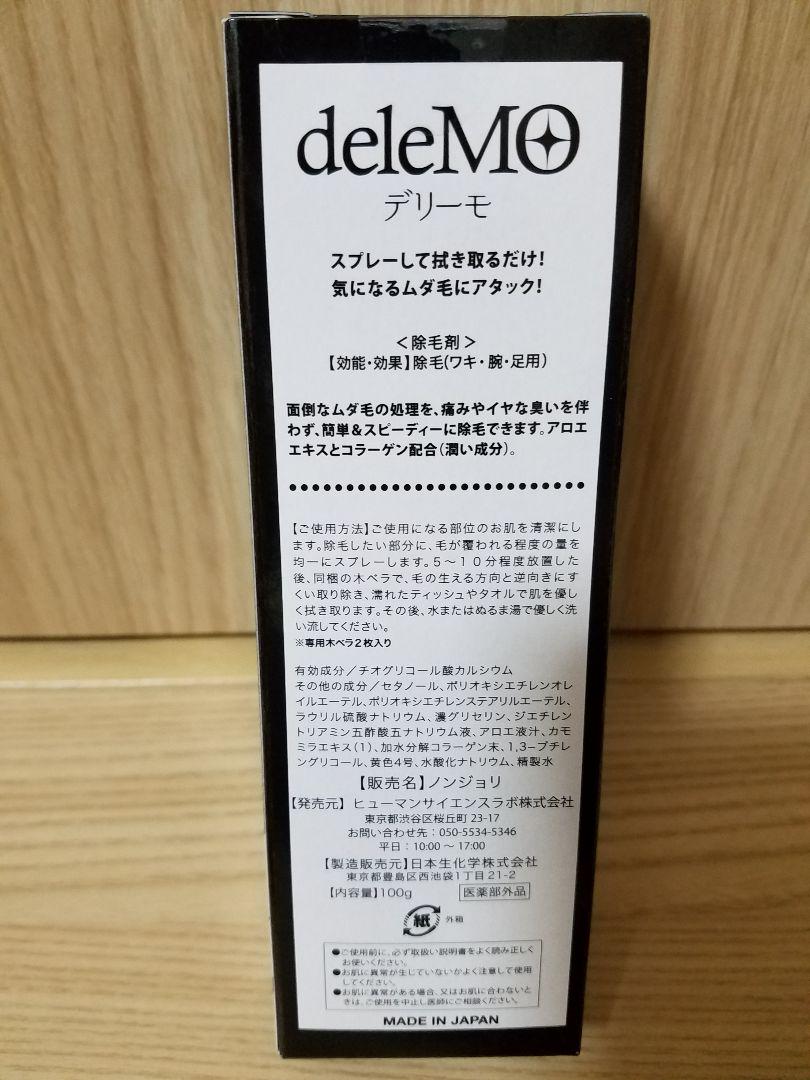 deleMO
デリーモ
スプレーして拭き取るだけ!
気になるムダ毛にアタック!
＜除毛剤＞
【効能・効果】除毛(ワキ・腕・足用)
面倒なムダ毛の処理を、痛みやイヤな臭いを伴
わず、簡単&スピーディーに除毛できます。アロエ
エキスとコラーゲン配合(潤い成分)。
【ご使用方法】ご使用になる部位のお肌を清潔にし
ます。除毛したい部分に、毛が覆われる程度の量を
均一にスプレーします。5〜10分程度放置した
後、同梱の木ベラで、毛の生える方向と逆向きにす
くい取り除き、濡れたティッシュやタオルで肌を優し
く拭き取ります。その後、水またはぬるま湯で優しく洗
い流してください。
※専用木ベラ2枚入り
有効成分／チオグリコール酸カルシウム
その他の成分／セタノール、ポリオキシエチレンオレ
イルエーテル、ポリオキシエチレンステアリルエーテル、
ラウリル硫酸ナトリウム、濃グリセリン、ジエチレン
トリアミン五酢酸五ナトリウム液、アロエ液汁、カモ
ミラエキス(1)、加水分解コラーゲン末、1,3−ブチレ
ングリコール、黄色4号、水酸化ナトリウム、精製水
【販売名】ノンジョリ
【発売元】 ヒューマンサイエンスラボ株式会社
東京都渋谷区桜丘町 23-17
お問い合わせ先：050-5534-5346
平日：10:00 〜 17:00
【製造販売元】日本生化学株式会社
東京都豊島区西池袋1丁目21-2
【内容量】100g 医薬部外品
紙 外箱
●ご使用前に、必ず取扱い説明書をよく読み正しく
お使いください。
●お肌に異常が生じていないかよく注意して使用
してください。
●お肌に異常がある場合、又はお肌に合わないと
きは、ご使用を中止し医師にご相談ください。
MADE IN JAPAN